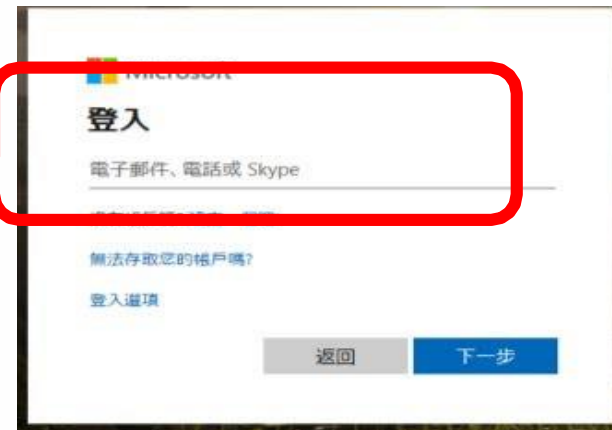 Microsoft
登入
電子郵件、電話或 Skype
無法存取您的帳戶嗎?
登入選項
返回
下一步